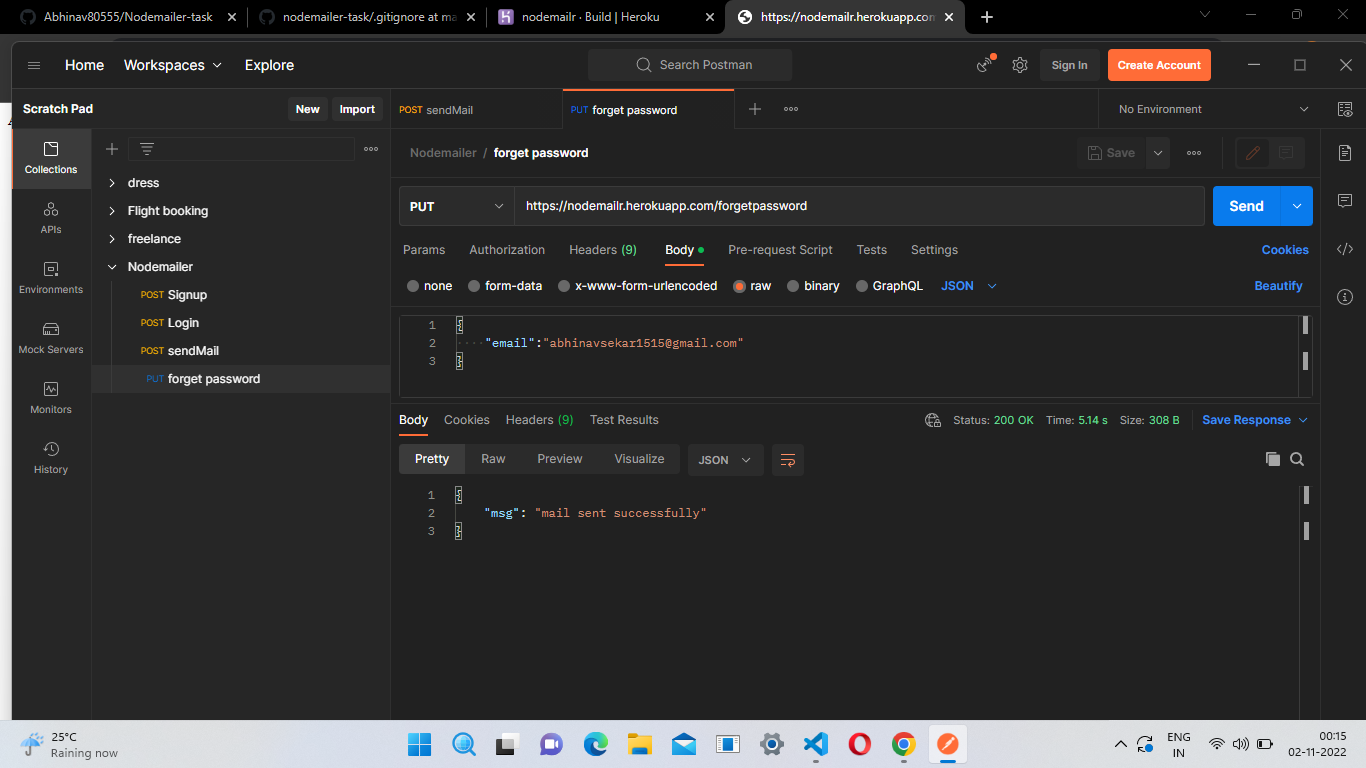 Abhinav80555/Nodemailer-task
nodemailer-task/.gitignore at ma
nodemailr · Build | Heroku
https://nodemailr.herokuapp.com
Home Workspaces Explore
Search Postman
Sign In Create Account
Scratch Pad New Import
POST sendMail
PUT forget password
No Environment
Collections
APIs
Environments
Mock Servers
Monitors
History
dress
Flight booking
freelance
Nodemailer
POST Signup
POST Login
POST sendMail
PUT forget password
Nodemailer / forget password
Save
PUT https://nodemailr.herokuapp.com/forgetpassword
Send
Params Authorization Headers (9) Body Pre-request Script Tests Settings Cookies
none form-data x-www-form-urlencoded raw binary GraphQL JSON Beautify
1 {
2 "email":"abhinavsekar1515@gmail.com"
3 }
Body Cookies Headers (9) Test Results Status: 200 OK Time: 5.14 s Size: 308 B Save Response
Pretty Raw Preview Visualize JSON
1 {
2 "msg": "mail sent successfully"
3 }
25°C
Raining now
ENG
IN
00:15
02-11-2022